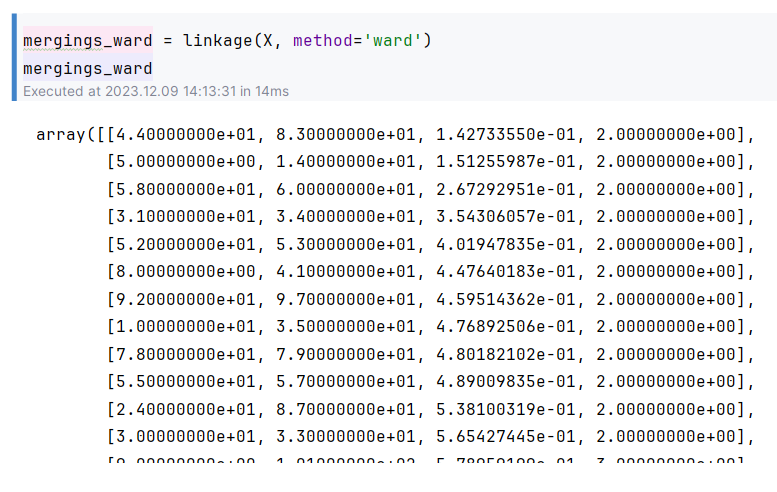 mergings_ward = linkage(X, method='ward')
mergings_ward
Executed at 2023.12.09 14:13:31 in 14ms
array([[4.40000000e+01, 8.30000000e+01, 1.42733550e-01, 2.00000000e+00],
[5.00000000e+00, 1.40000000e+01, 1.51255987e-01, 2.00000000e+00],
[5.80000000e+01, 6.00000000e+01, 2.67292951e-01, 2.00000000e+00],
[3.10000000e+01, 3.40000000e+01, 3.54306057e-01, 2.00000000e+00],
[5.20000000e+01, 5.30000000e+01, 4.01947835e-01, 2.00000000e+00],
[8.00000000e+00, 4.10000000e+01, 4.47640183e-01, 2.00000000e+00],
[9.20000000e+01, 9.70000000e+01, 4.59514362e-01, 2.00000000e+00],
[1.00000000e+01, 3.50000000e+01, 4.76892506e-01, 2.00000000e+00],
[7.80000000e+01, 7.90000000e+01, 4.80182102e-01, 2.00000000e+00],
[5.50000000e+01, 5.70000000e+01, 4.89009835e-01, 2.00000000e+00],
[2.40000000e+01, 8.70000000e+01, 5.38100319e-01, 2.00000000e+00],
[3.00000000e+01, 3.30000000e+01, 5.65427445e-01, 2.00000000e+00],